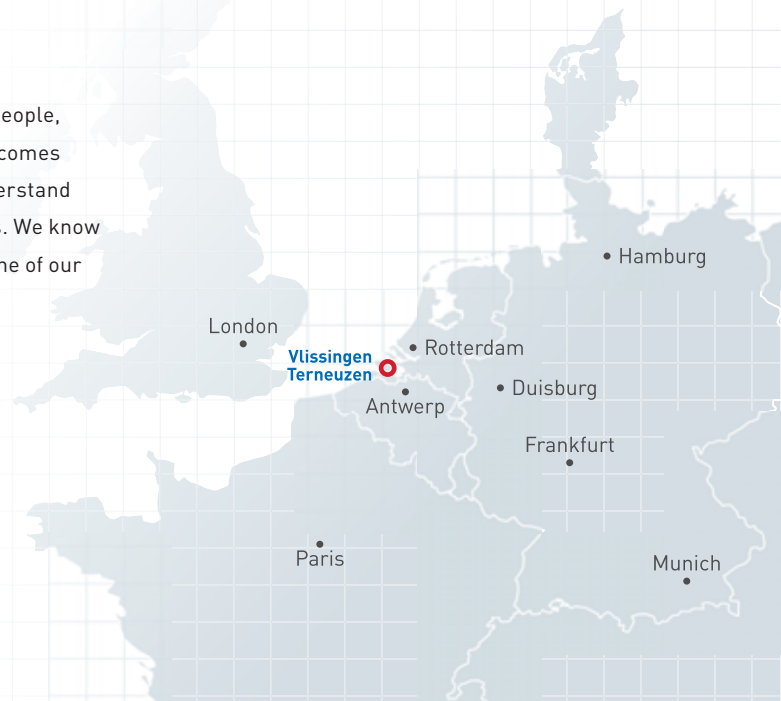 eople,
comes
erstand
. We know
ne of our
Hamburg
London
Vlissingen
Terneuzen
Rotterdam
Duisburg
Antwerp
Frankfurt
Paris
Munich